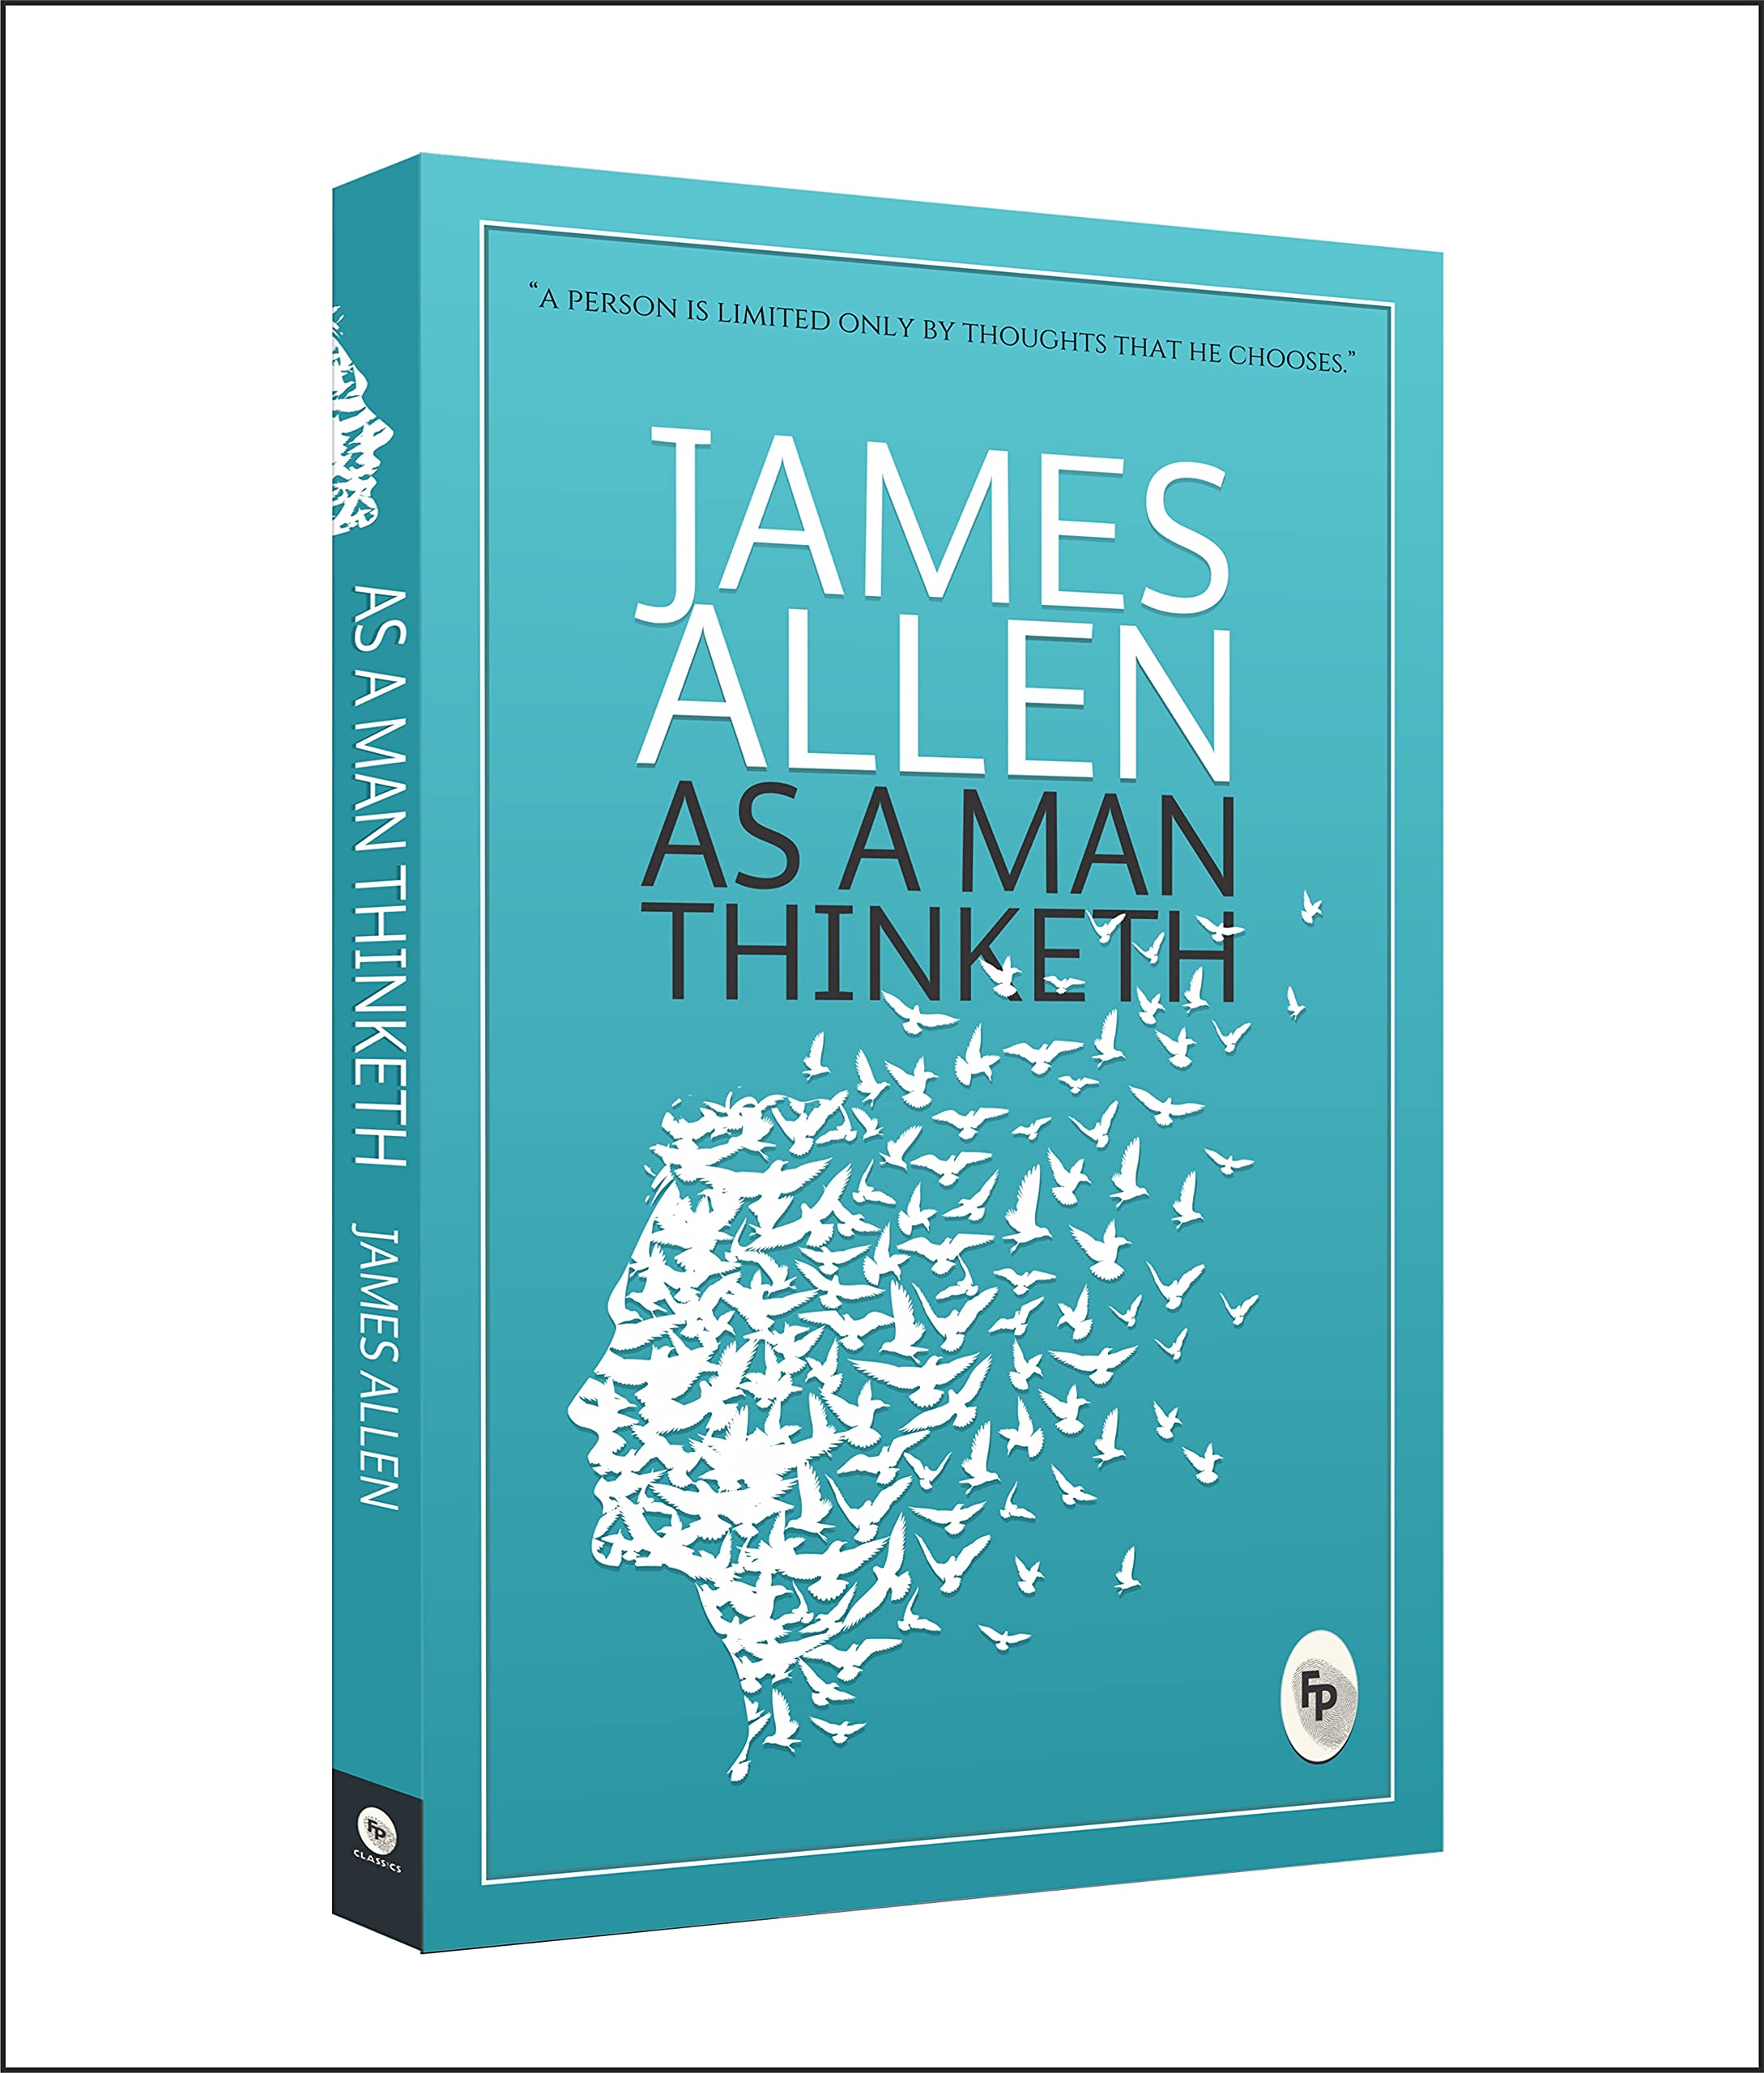 “A PERSON IS LIMITED ONLY BY THOUGHTS THAT HE CHOOSES.”
JAMES
ALLEN
AS A MAN
THINKETH
FP
AS A MAN THINKETH JAMES ALLEN
FP
CLASSICS